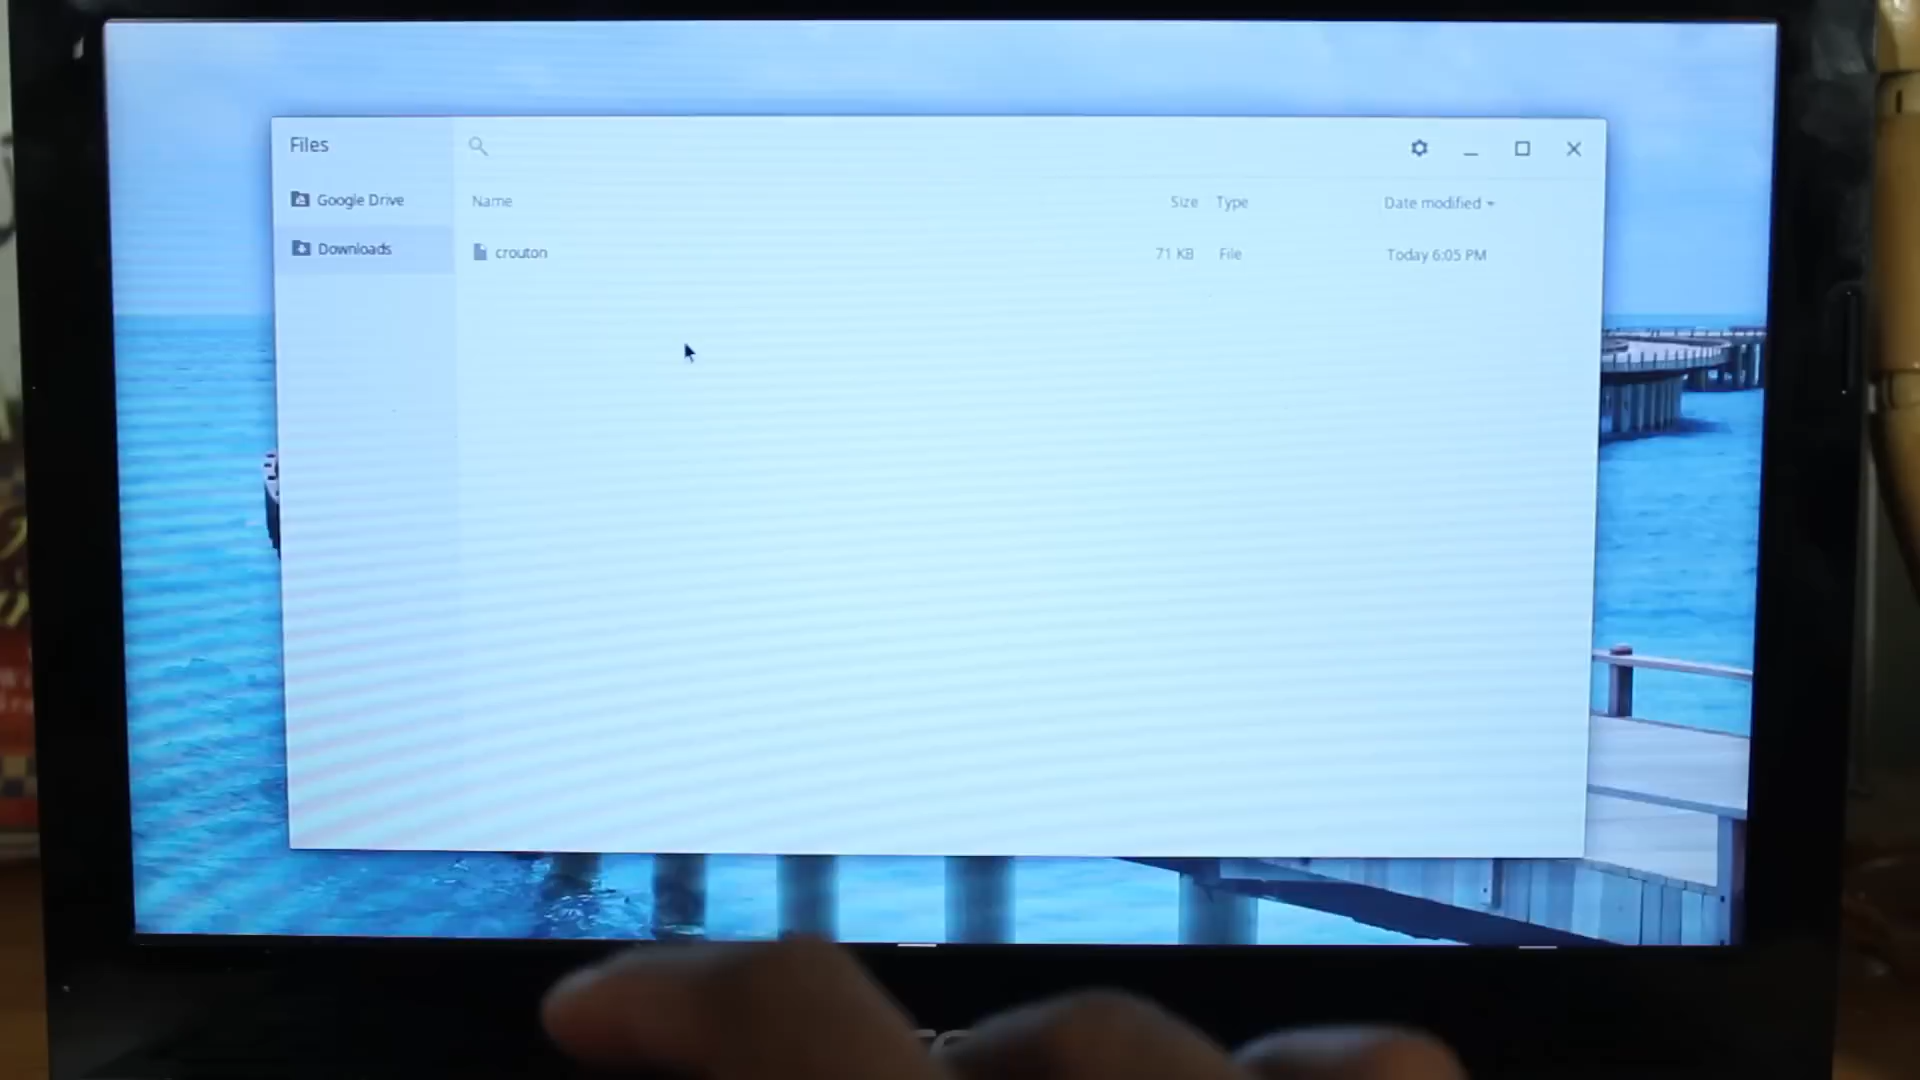 Files
Google Drive
Downloads
Name Size Type Date modified
crouton 71 KB File Today 6:05 PM